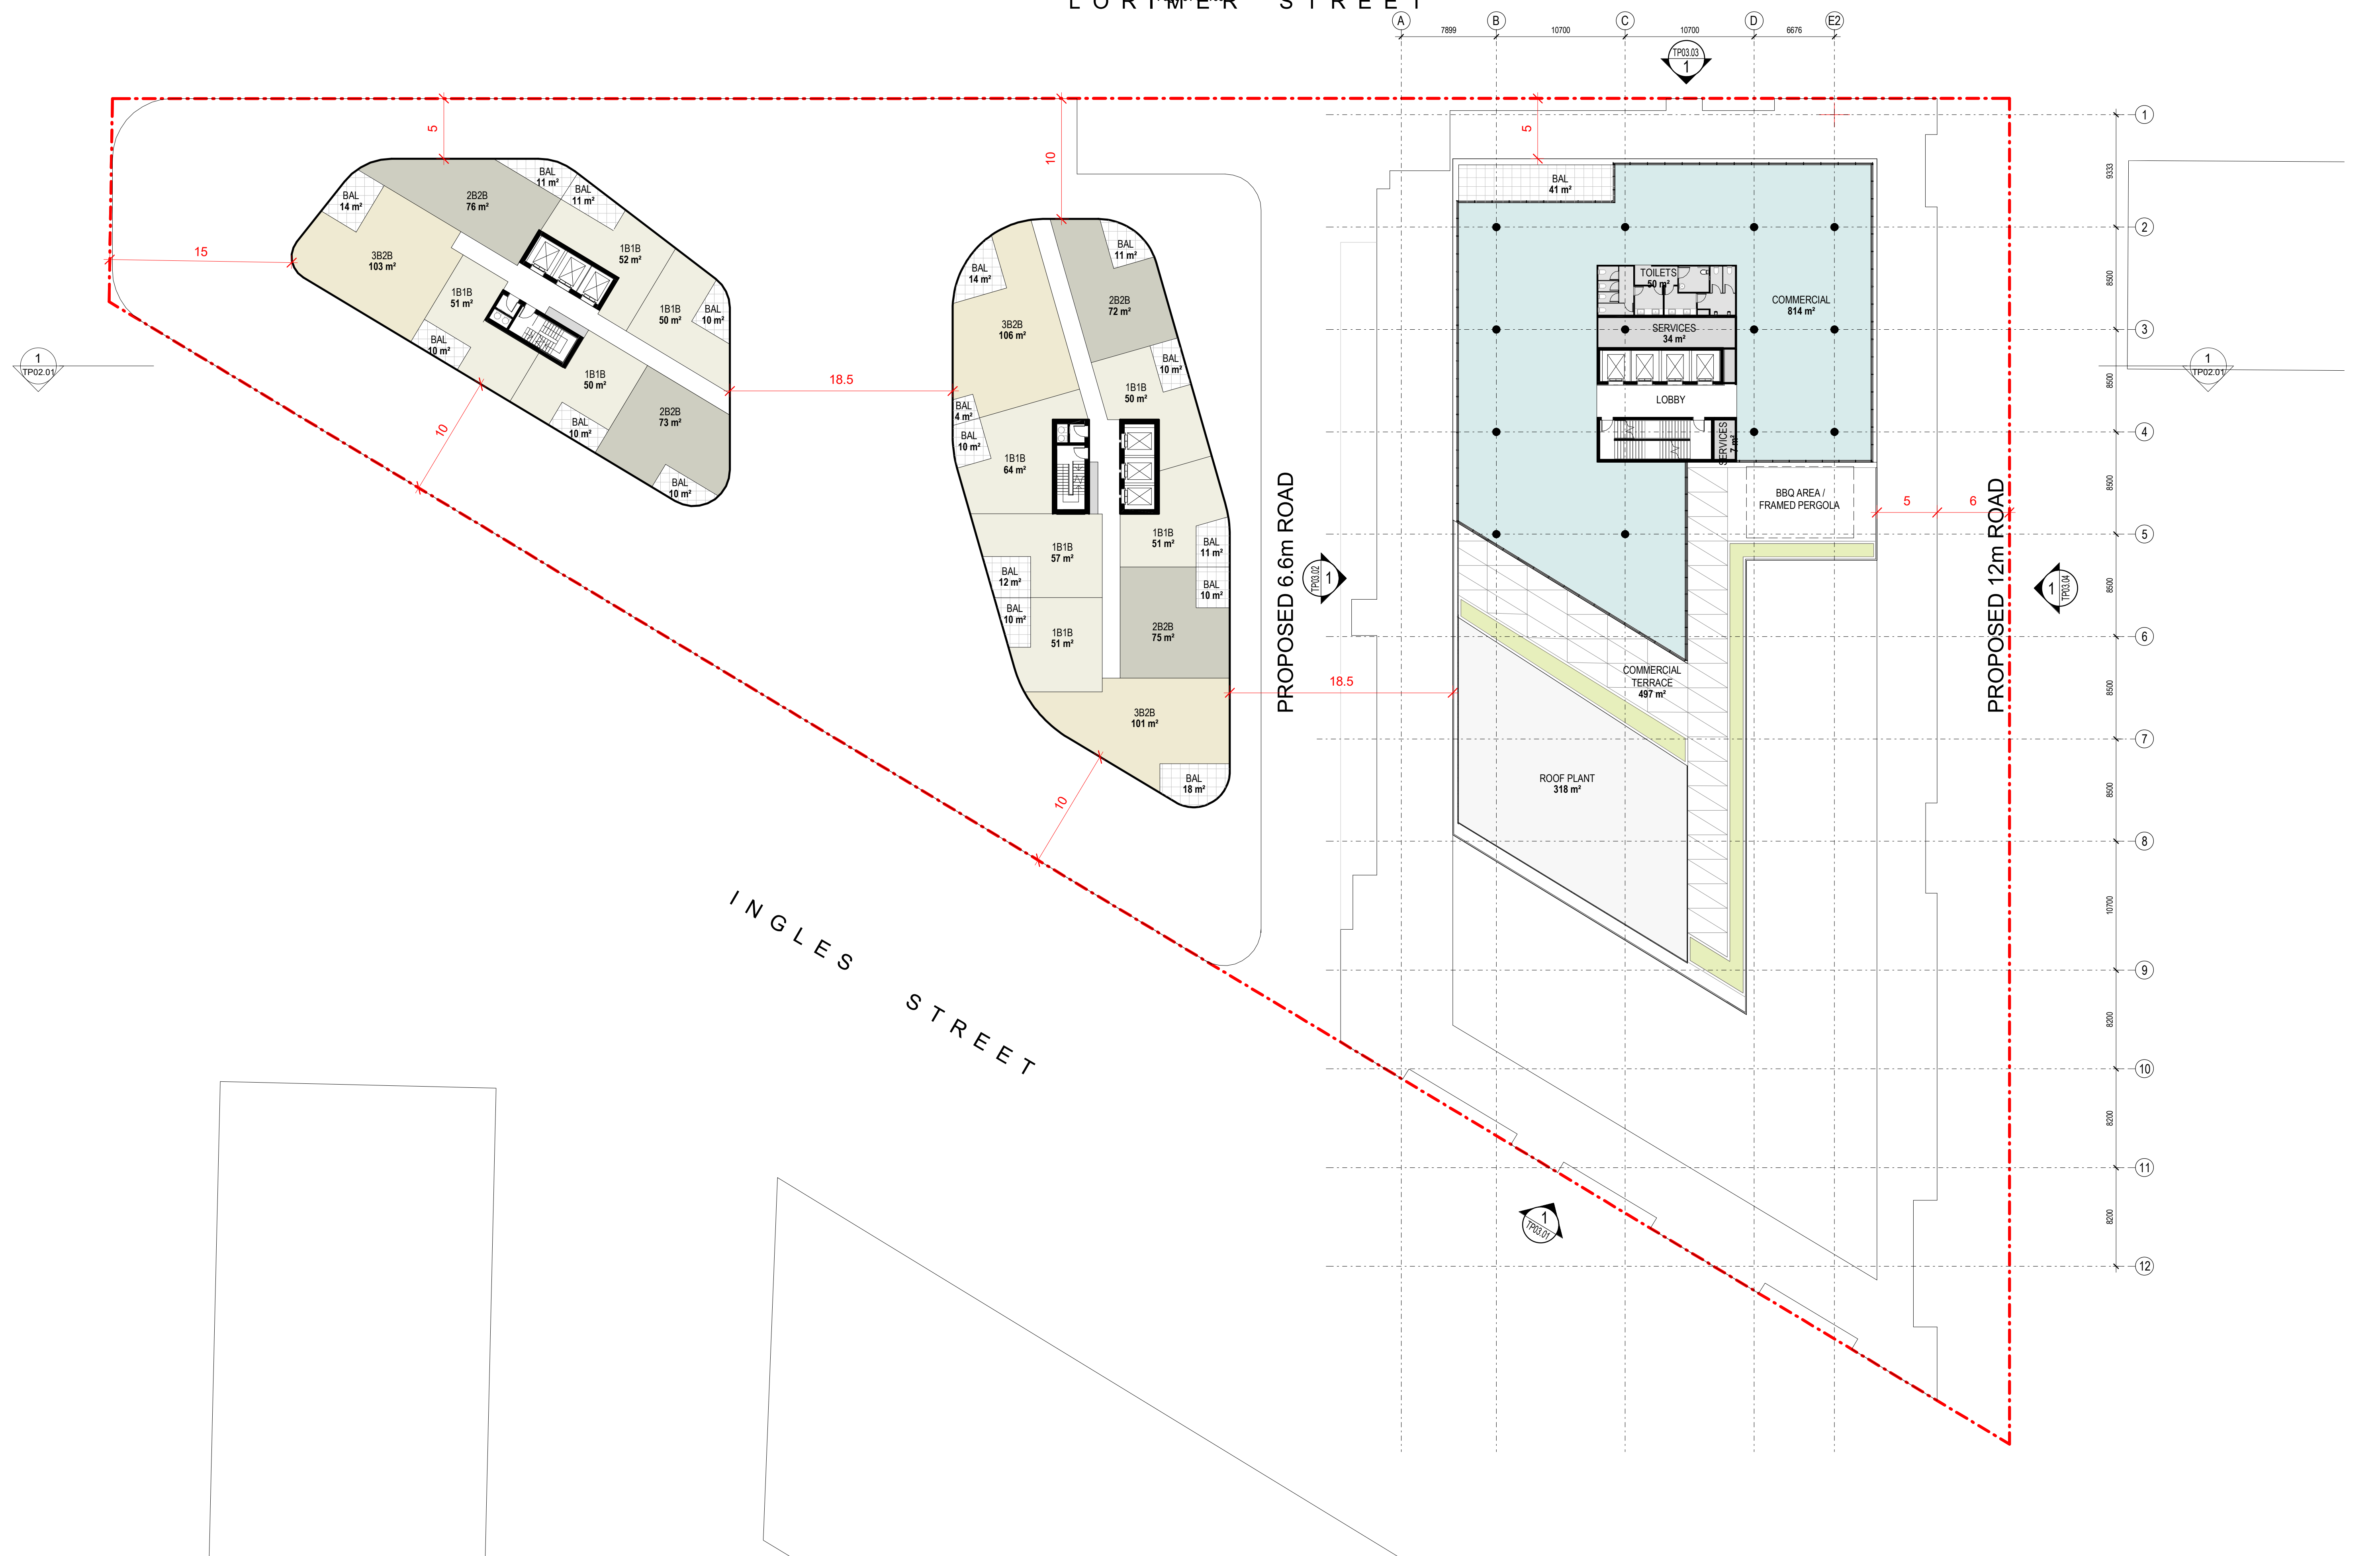 LORIMER STREET
A
B
C
D
E2
7899
10700
10700
6676
TP03.03
1
5
10
5
15
BAL
14 m²
2B2B
76 m²
BAL
11 m²
BAL
11 m²
3B2B
103 m²
1B1B
52 m²
1B1B
51 m²
1B1B
50 m²
BAL
10 m²
BAL
10 m²
1B1B
50 m²
BAL
10 m²
2B2B
73 m²
BAL
10 m²
10
18.5
BAL
14 m²
BAL
11 m²
3B2B
106 m²
2B2B
72 m²
BAL
10 m²
1B1B
50 m²
BAL
4 m²
BAL
10 m²
1B1B
64 m²
1B1B
57 m²
1B1B
51 m²
BAL
11 m²
BAL
12 m²
BAL
10 m²
BAL
10 m²
1B1B
51 m²
2B2B
75 m²
3B2B
101 m²
BAL
18 m²
10
18.5
PROPOSED 6.6m ROAD
BAL
41 m²
TOILETS
50 m²
COMMERCIAL
814 m²
SERVICES
34 m²
LOBBY
SERVICES
7 m²
BBQ AREA /
FRAMED PERGOLA
5
6
COMMERCIAL
TERRACE
497 m²
ROOF PLANT
318 m²
PROPOSED 12m ROAD
1
TP02.01
1
TP02.01
TP03.02
1
1
TP03.04
1
TP03.01
INGLES STREET
1
9333
2
8500
3
8500
4
8500
5
8500
6
8500
7
8500
8
10700
9
8200
10
8200
11
8200
12